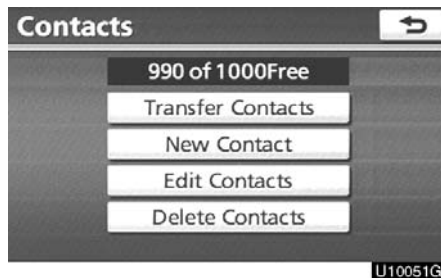 Contacts
990 of 1000Free
Transfer Contacts
New Contact
Edit Contacts
Delete Contacts
U10051G